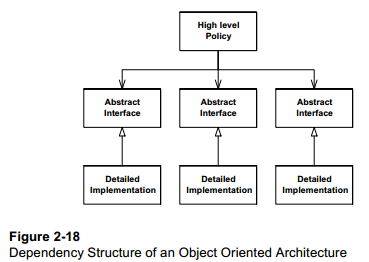 High level
Policy
Abstract
Interface
Abstract
Interface
Abstract
Interface
Detailed
Implementation
Detailed
Implementation
Detailed
Implementation
Figure 2-18
Dependency Structure of an Object Oriented Architecture